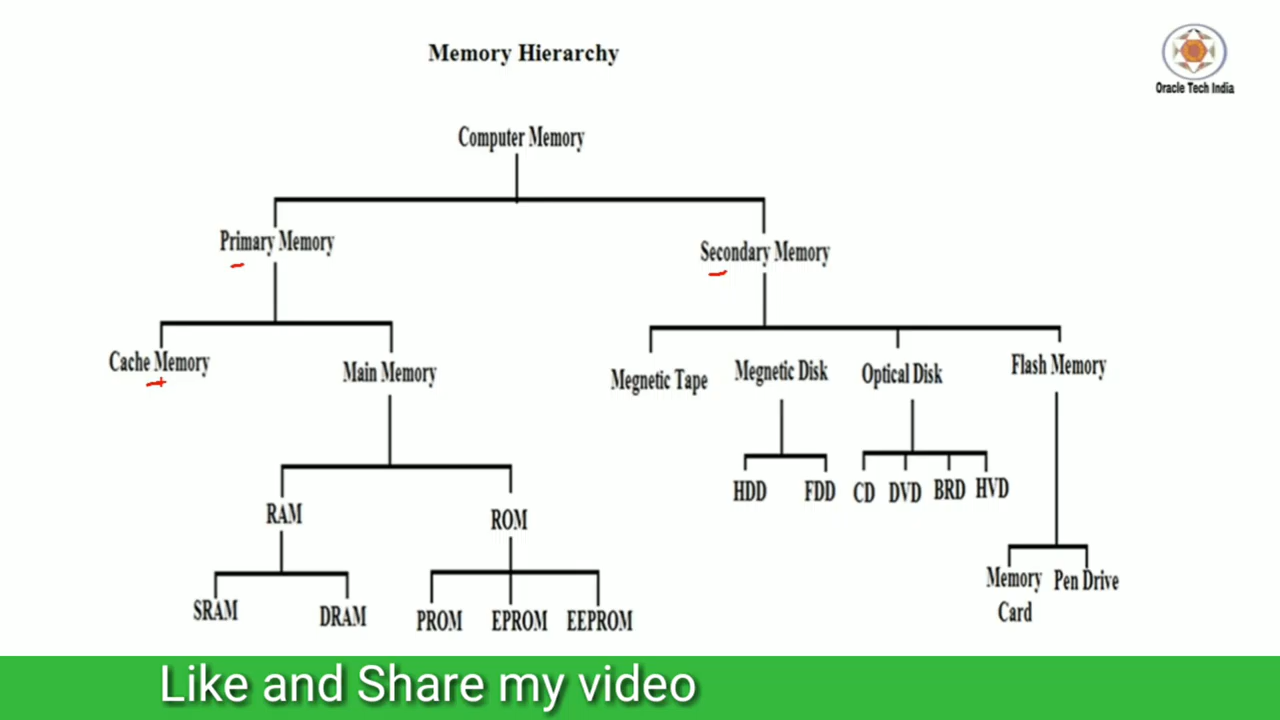 Memory Hierarchy
Oracle Tech India
Computer Memory
Primary Memory
Secondary Memory
Cache Memory
Main Memory
Megnetic Tape
Megnetic Disk
Optical Disk
Flash Memory
HDD
FDD
CD
DVD
BRD
HVD
RAM
ROM
Memory
Card
Pen Drive
SRAM
DRAM
PROM
EPROM
EEPROM
Like and Share my video